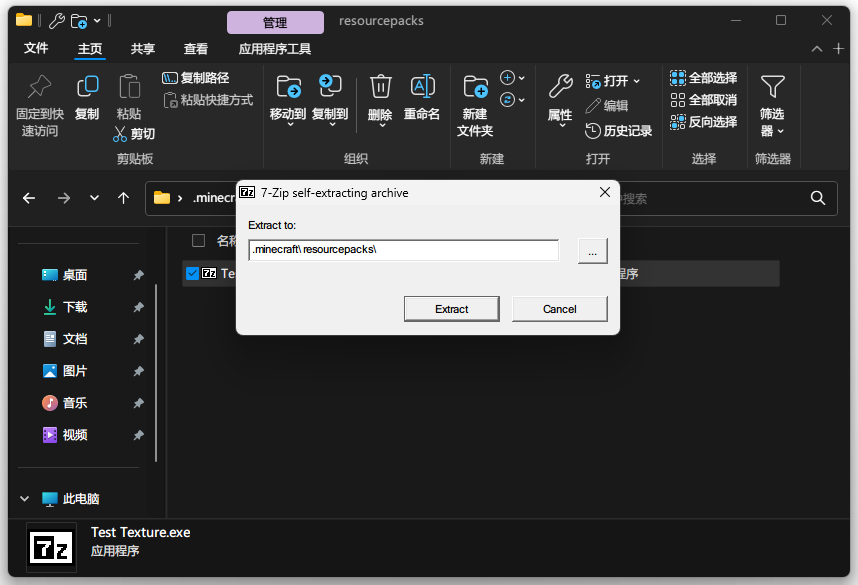 管理
resourcepacks
文件
主页
共享
查看
应用程序工具
固定到快
速访问
复制
粘贴
复制路径
粘贴快捷方式
剪切
剪贴板
移动到
复制到
删除
重命名
组织
新建
文件夹
新建
属性
打开
编辑
历史记录
打开
全部选择
全部取消
反向选择
选择
筛选
器
筛选器
.minecr
搜索
7z 7-Zip self-extracting archive
Extract to:
.minecraft\resourcepacks\
...
Extract
Cancel
名称
7z Te
程序
桌面
下载
文档
图片
音乐
视频
此电脑
7z
Test Texture.exe
应用程序